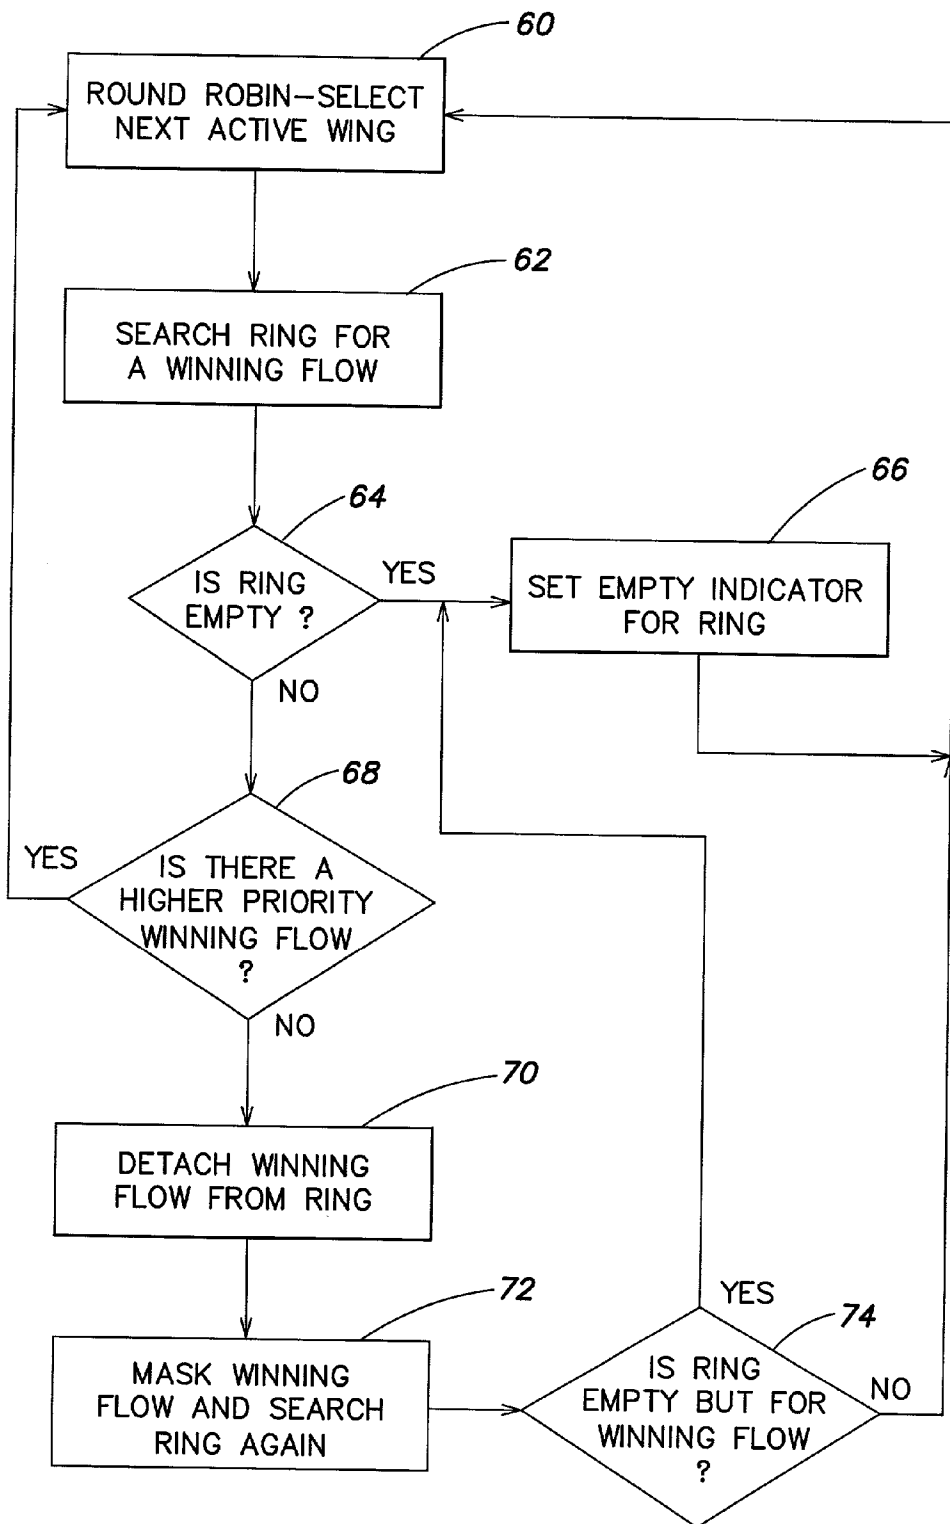 60
ROUND ROBIN-SELECT
NEXT ACTIVE WING
62
SEARCH RING FOR
A WINNING FLOW
64
IS RING
EMPTY ?
YES
NO
66
SET EMPTY INDICATOR
FOR RING
68
IS THERE A
HIGHER PRIORITY
WINNING FLOW
?
YES
NO
70
DETACH WINNING
FLOW FROM RING
72
MASK WINNING
FLOW AND SEARCH
RING AGAIN
74
IS RING
EMPTY BUT FOR
WINNING FLOW
?
YES
NO